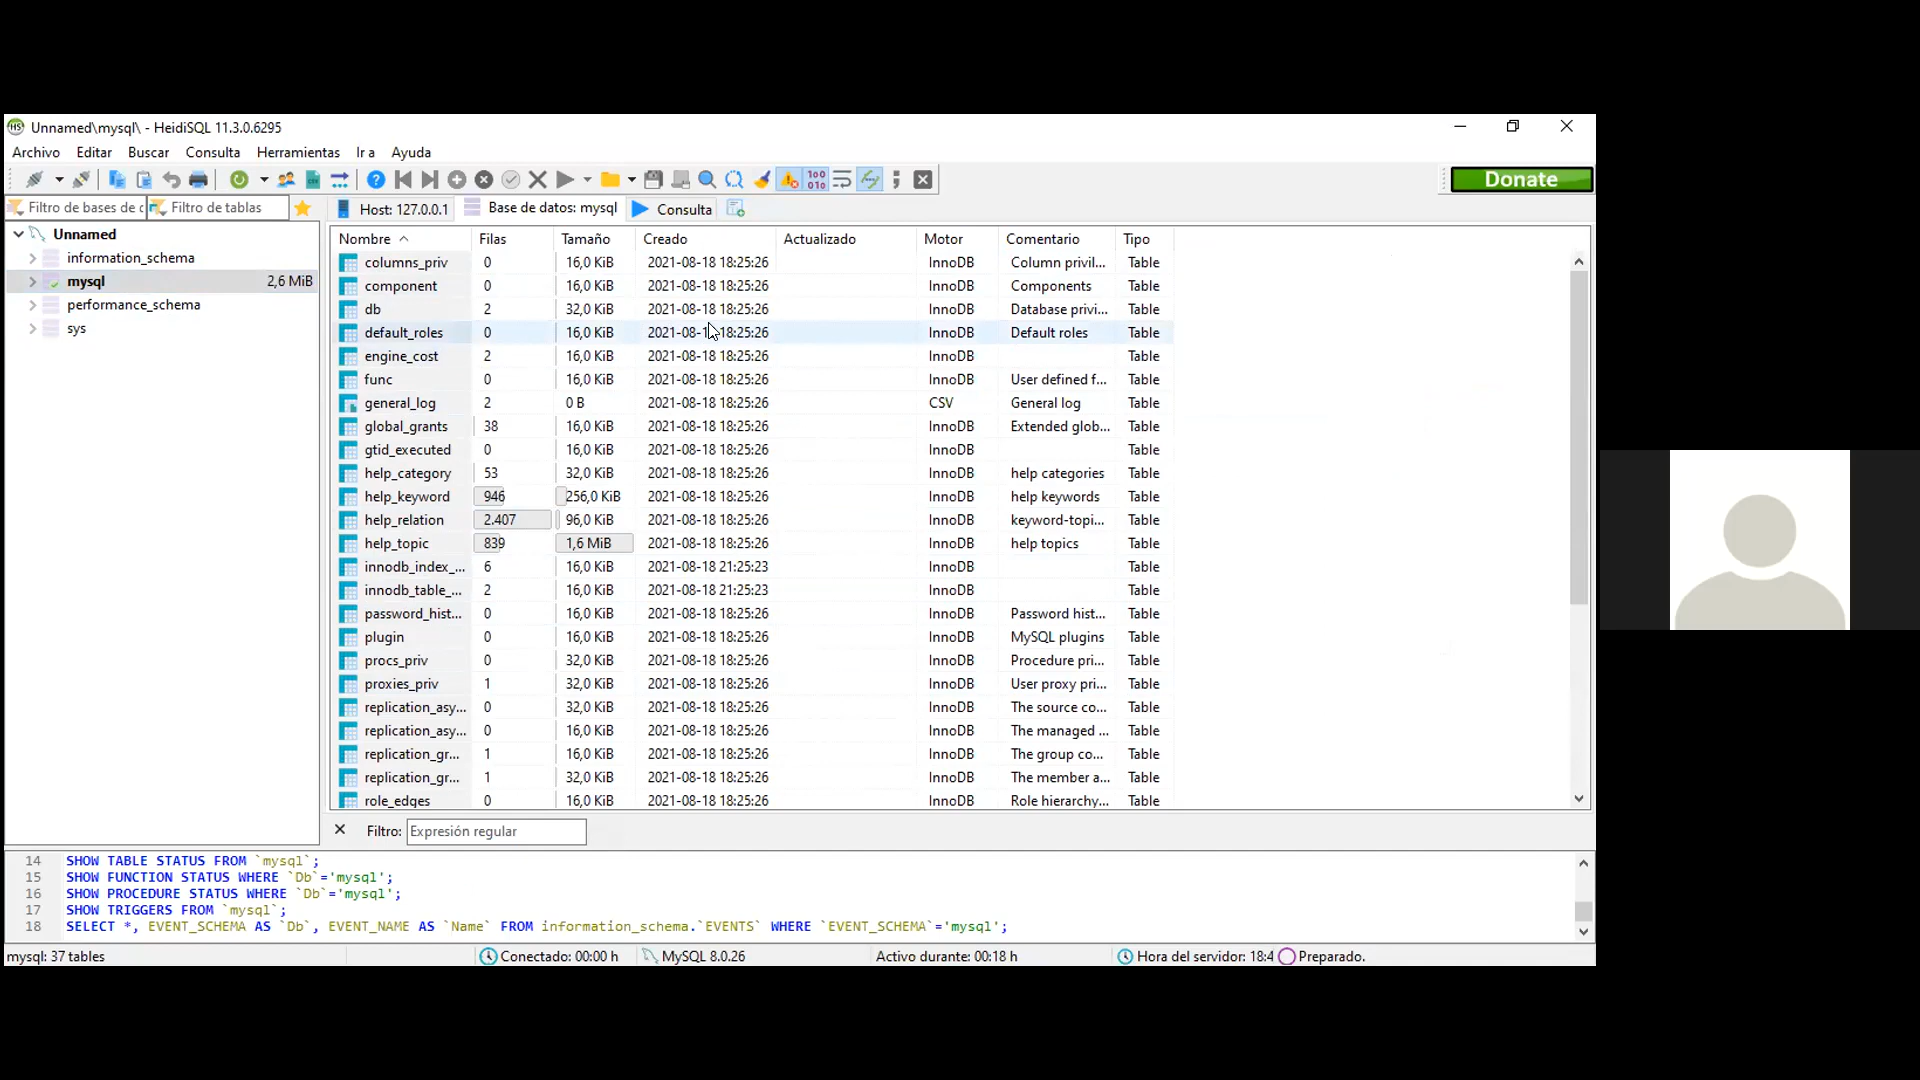 Unnamed\mysql\ - HeidiSQL 11.3.0.6295
Archivo Editar Buscar Consulta Herramientas Ir a Ayuda
Donate
Filtro de bases de d Filtro de tablas Host: 127.0.0.1 Base de datos: mysql Consulta
Unnamed
information_schema
mysql 2,6 MiB
performance_schema
sys
Nombre Filas Tamaño Creado Actualizado Motor Comentario Tipo
columns_priv 0 16,0 KiB 2021-08-18 18:25:26 InnoDB Column privil... Table
component 0 16,0 KiB 2021-08-18 18:25:26 InnoDB Components Table
db 2 32,0 KiB 2021-08-18 18:25:26 InnoDB Database privi... Table
default_roles 0 16,0 KiB 2021-08-18 18:25:26 InnoDB Default roles Table
engine_cost 2 16,0 KiB 2021-08-18 18:25:26 InnoDB Table
func 0 16,0 KiB 2021-08-18 18:25:26 InnoDB User defined f... Table
general_log 2 0 B 2021-08-18 18:25:26 CSV General log Table
global_grants 38 16,0 KiB 2021-08-18 18:25:26 InnoDB Extended glob... Table
gtid_executed 0 16,0 KiB 2021-08-18 18:25:26 InnoDB Table
help_category 53 32,0 KiB 2021-08-18 18:25:26 InnoDB help categories Table
help_keyword 946 256,0 KiB 2021-08-18 18:25:26 InnoDB help keywords Table
help_relation 2.407 96,0 KiB 2021-08-18 18:25:26 InnoDB keyword-topi... Table
help_topic 839 1,6 MiB 2021-08-18 18:25:26 InnoDB help topics Table
innodb_index_... 6 16,0 KiB 2021-08-18 21:25:23 InnoDB Table
innodb_table_... 2 16,0 KiB 2021-08-18 21:25:23 InnoDB Table
password_hist... 0 16,0 KiB 2021-08-18 18:25:26 InnoDB Password hist... Table
plugin 0 16,0 KiB 2021-08-18 18:25:26 InnoDB MySQL plugins Table
procs_priv 0 32,0 KiB 2021-08-18 18:25:26 InnoDB Procedure pri... Table
proxies_priv 1 32,0 KiB 2021-08-18 18:25:26 InnoDB User proxy pri... Table
replication_asy... 0 32,0 KiB 2021-08-18 18:25:26 InnoDB The source co... Table
replication_asy... 0 16,0 KiB 2021-08-18 18:25:26 InnoDB The managed ... Table
replication_gr... 1 16,0 KiB 2021-08-18 18:25:26 InnoDB The group co... Table
replication_gr... 1 32,0 KiB 2021-08-18 18:25:26 InnoDB The member a... Table
role_edges 0 16,0 KiB 2021-08-18 18:25:26 InnoDB Role hierarchy... Table
Filtro: Expresión regular
14 SHOW TABLE STATUS FROM `mysql`;
15 SHOW FUNCTION STATUS WHERE `Db`='mysql';
16 SHOW PROCEDURE STATUS WHERE `Db`='mysql';
17 SHOW TRIGGERS FROM `mysql`;
18 SELECT *, EVENT_SCHEMA AS `Db`, EVENT_NAME AS `Name` FROM information_schema.`EVENTS` WHERE `EVENT_SCHEMA`='mysql';
mysql: 37 tables Conectado: 00:00 h MySQL 8.0.26 Activo durante: 00:18 h Hora del servidor: 18:4 Preparado.